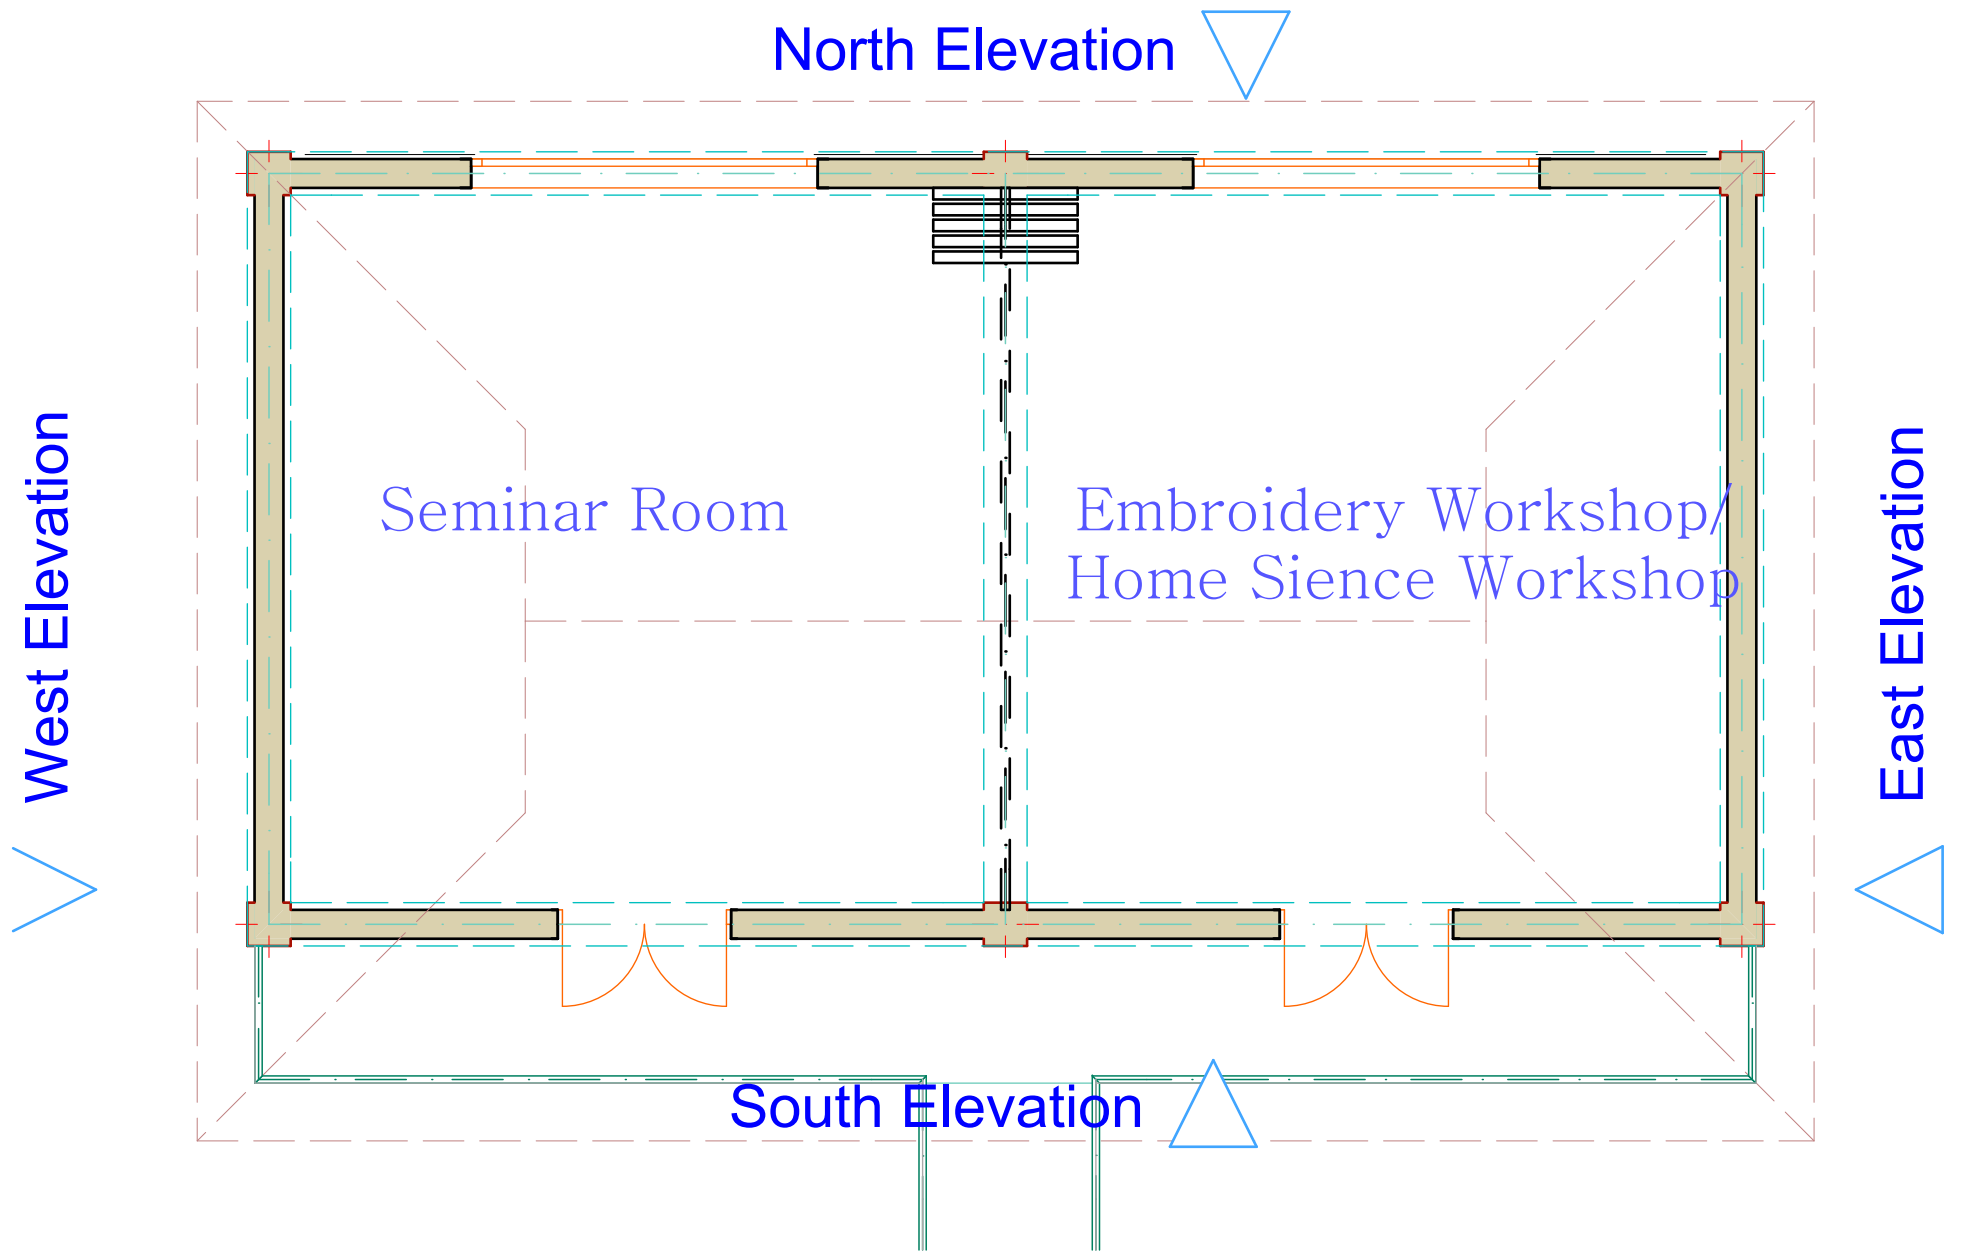 North Elevation
West Elevation
Seminar Room
Embroidery Workshop/
Home Sience Workshop
East Elevation
South Elevation